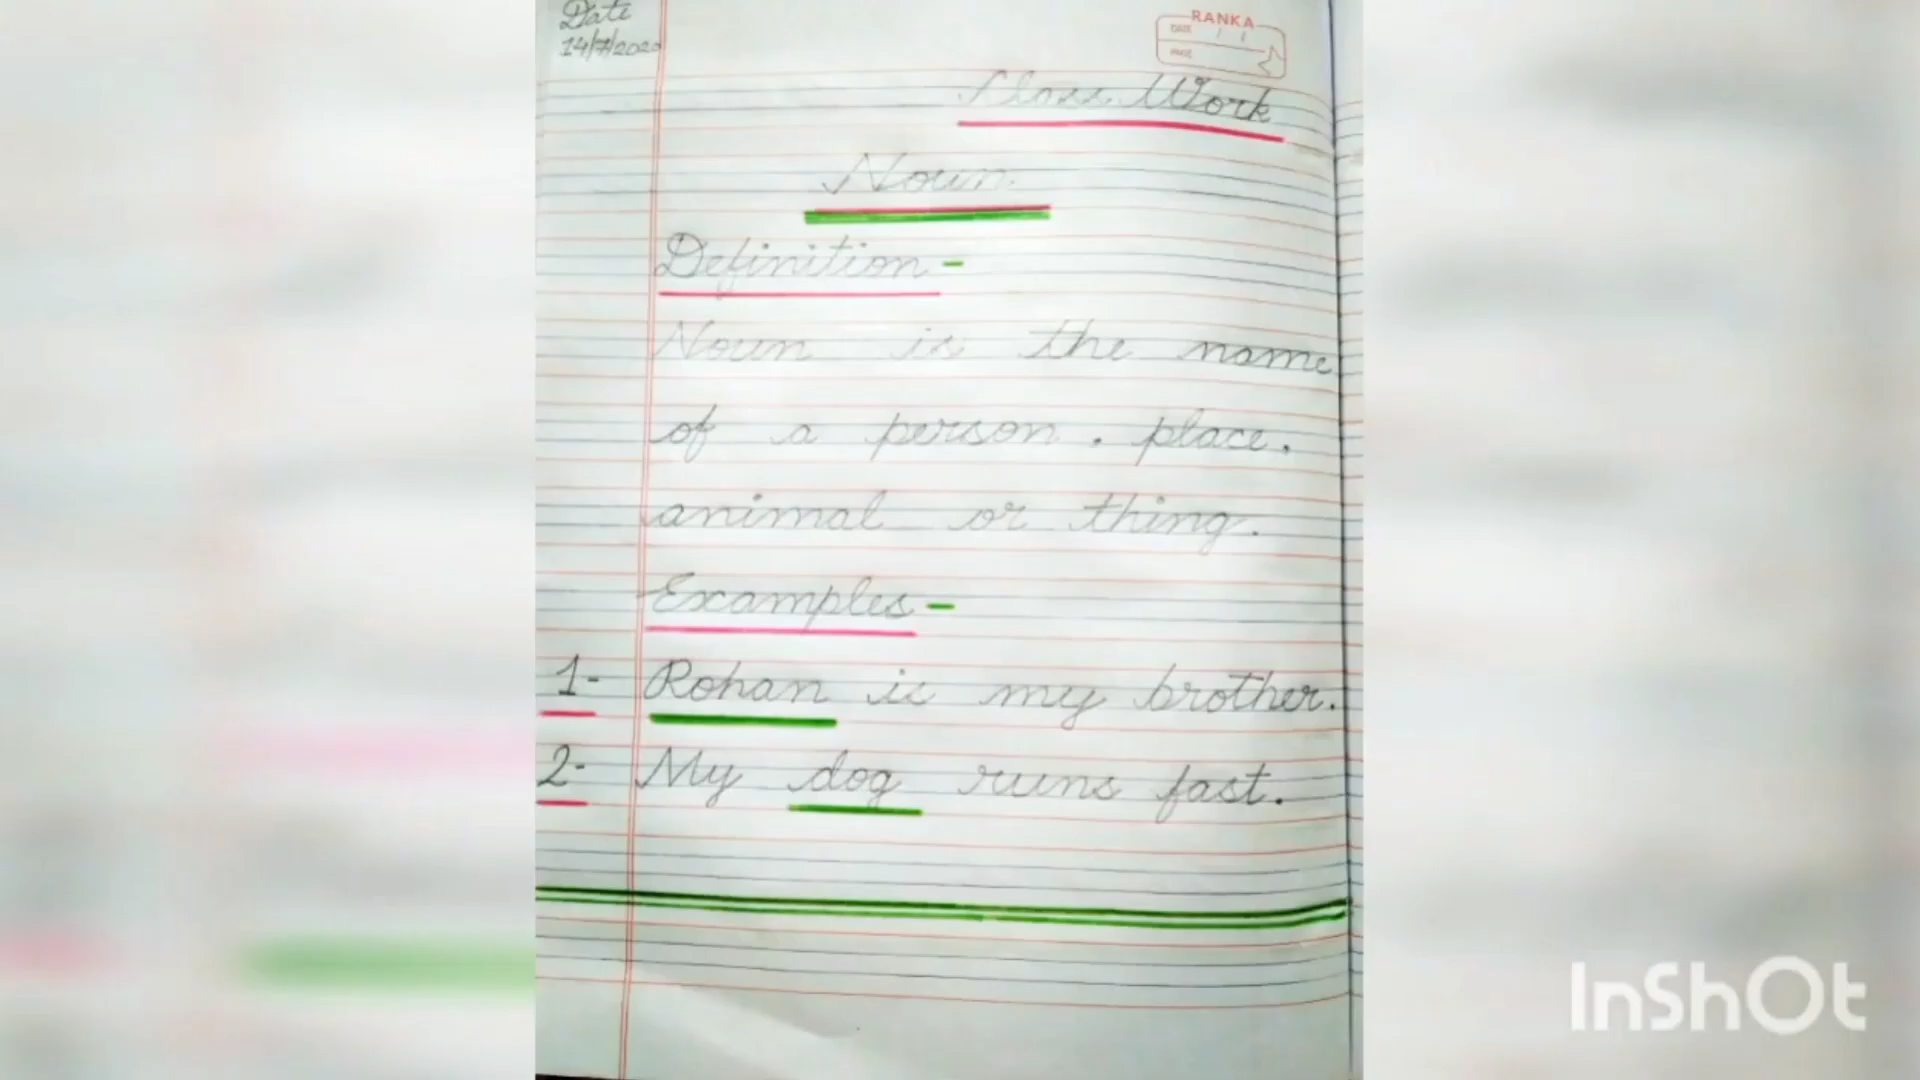 Date
14/7/2020
RANKA
DATE / /
PAGE
Class Work
Noun.
Definition -
Noun is the name
of a person. place.
animal or thing.
Examples -
1- Rohan is my brother.
2- My dog runs fast.
InShOt